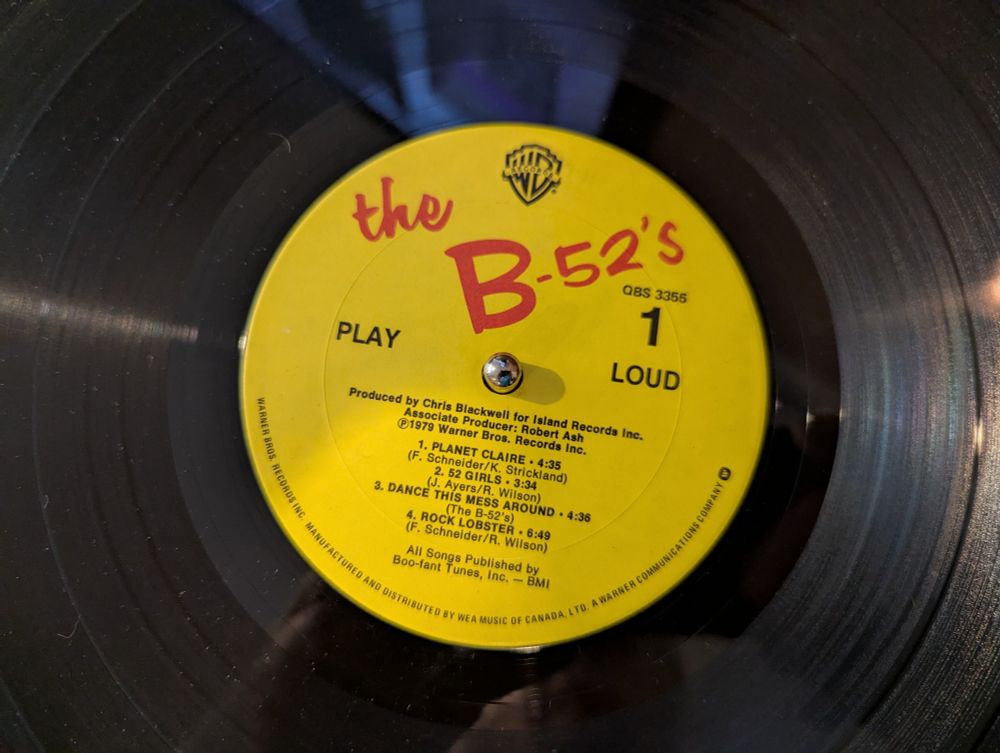 WB RECORDS
the
B-52's
QBS 3355
PLAY
1
LOUD
Produced by Chris Blackwell for Island Records Inc.
Associate Producer: Robert Ash
℗1979 Warner Bros. Records Inc.
1. PLANET CLAIRE • 4:35
(F. Schneider/K. Strickland)
2. 52 GIRLS • 3:34
(J. Ayers/R. Wilson)
3. DANCE THIS MESS AROUND • 4:36
(The B-52's)
4. ROCK LOBSTER • 6:49
(F. Schneider/R. Wilson)
All Songs Published by
Boo-fant Tunes, Inc. — BMI
WARNER BROS. RECORDS INC. MANUFACTURED AND DISTRIBUTED BY WEA MUSIC OF CANADA, LTD. A WARNER COMMUNICATIONS COMPANY